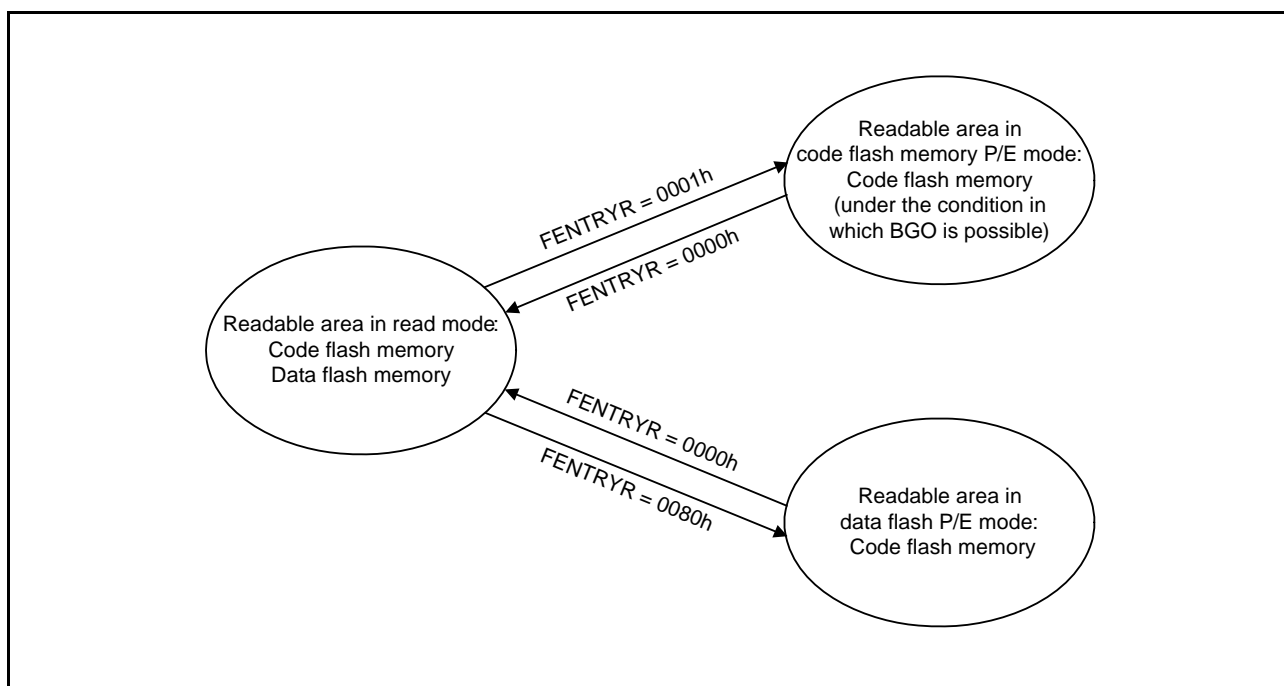 Readable area in
code flash memory P/E mode:
Code flash memory
(under the condition in
which BGO is possible)
FENTRYR = 0001h
FENTRYR = 0000h
Readable area in read mode:
Code flash memory
Data flash memory
FENTRYR = 0000h
FENTRYR = 0080h
Readable area in
data flash P/E mode:
Code flash memory